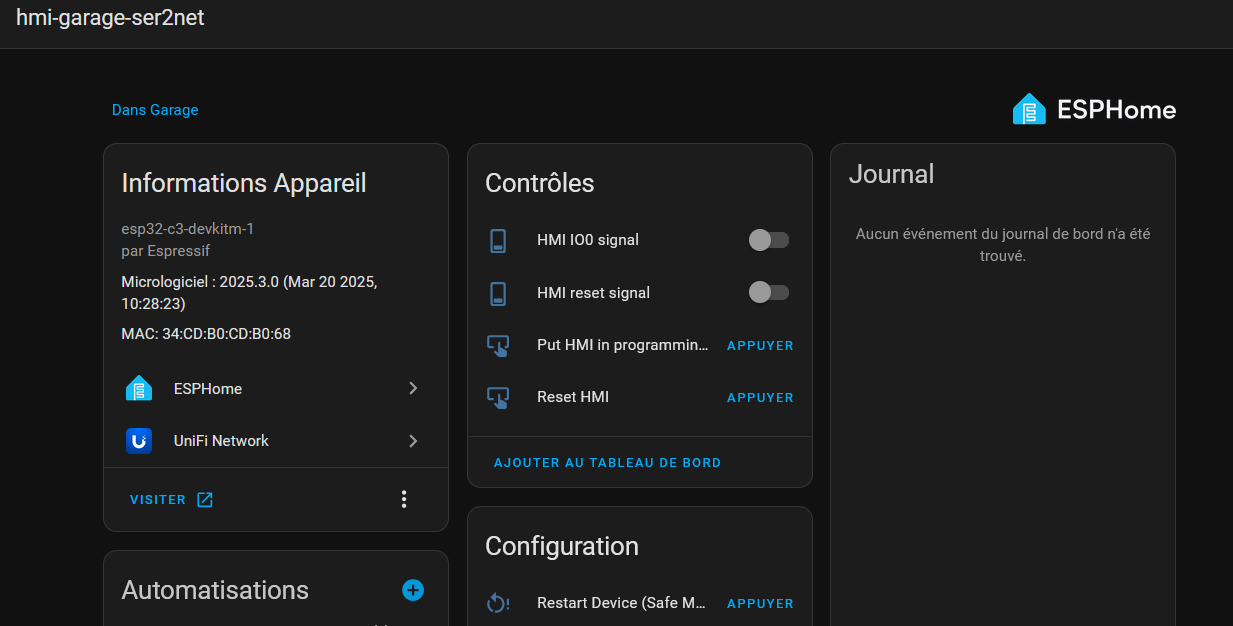 hmi-garage-ser2net
Dans Garage
ESPHome
Informations Appareil
esp32-c3-devkitm-1
par Espressif
Micrologiciel : 2025.3.0 (Mar 20 2025,
10:28:23)
MAC: 34:CD:B0:CD:B0:68
ESPHome
UniFi Network
VISITER
Automatisations
Contrôles
HMI IO0 signal
HMI reset signal
Put HMI in programmin... APPUYER
Reset HMI APPUYER
AJOUTER AU TABLEAU DE BORD
Configuration
Restart Device (Safe M... APPUYER
Journal
Aucun événement du journal de bord n'a été
trouvé.